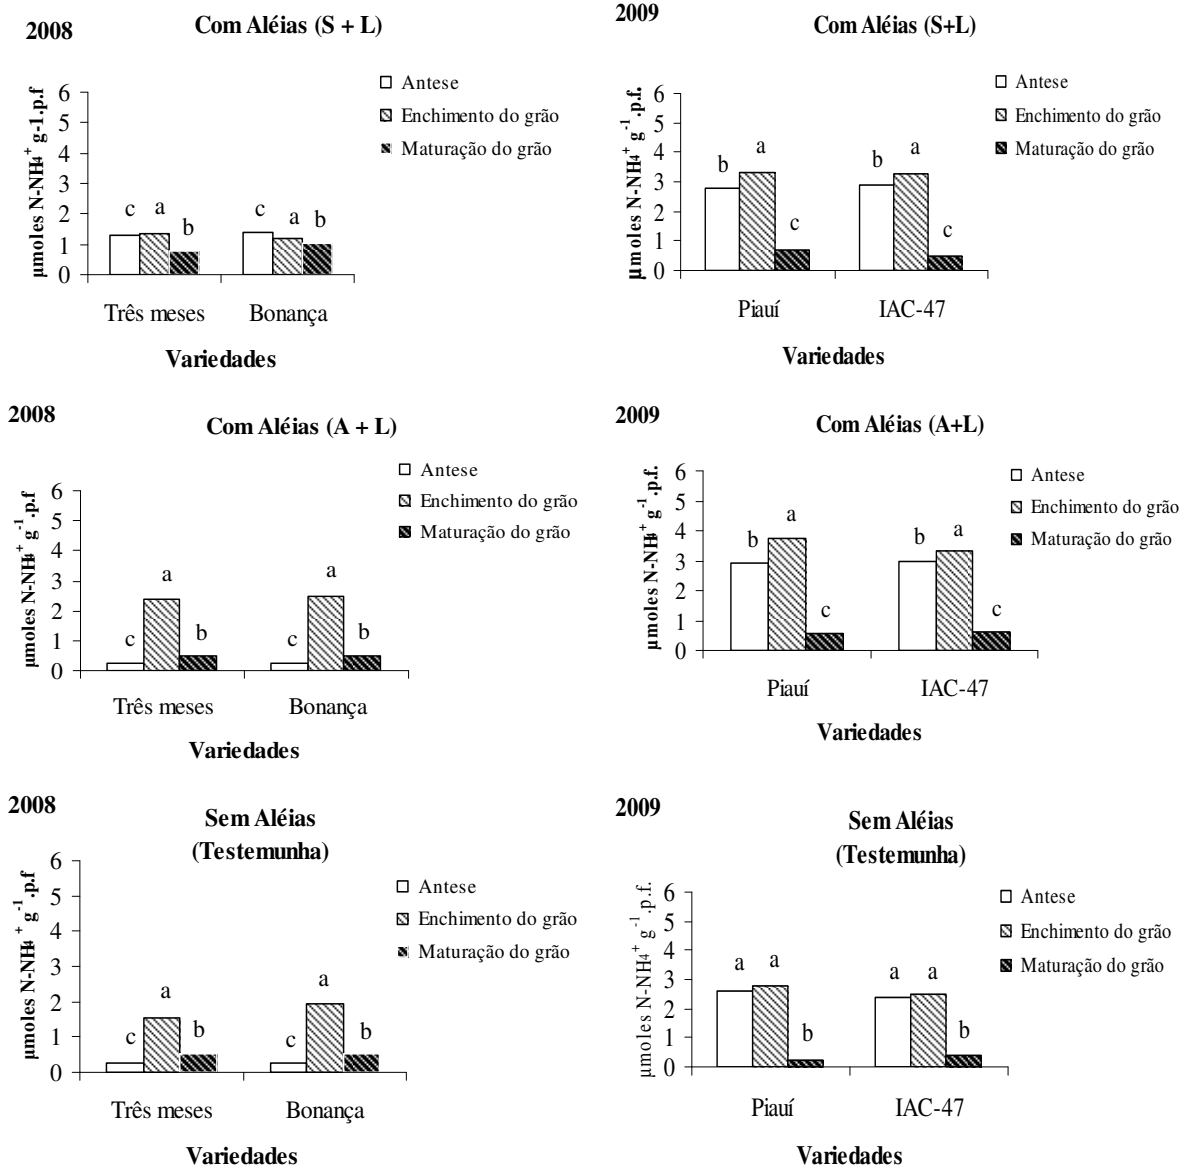 2008
Com Aléias (S + L)
µmoles N-NH4+ g-1.p.f
6
5
4
3
2
1
0
c a b
c a b
Três meses Bonança
Variedades
Antese
Enchimento do grão
Maturação do grão
2009
Com Aléias (S+L)
µmoles N-NH4+ g-1.p.f.
6
5
4
3
2
1
0
b a c
b a c
Piauí IAC-47
Variedades
Antese
Enchimento do grão
Maturação do grão
2008
Com Aléias (A + L)
µmoles N-NH4+ g-1.p.f
6
5
4
3
2
1
0
c a b
c a b
Três meses Bonança
Variedades
Antese
Enchimento do grão
Maturação do grão
2009
Com Aléias (A+L)
µmoles N-NH4+ g-1.p.f.
6
5
4
3
2
1
0
b a c
b a c
Piauí IAC-47
Variedades
Antese
Enchimento do grão
Maturação do grão
2008
Sem Aléias
(Testemunha)
µmoles N-NH4+ g-1.p.f
6
5
4
3
2
1
0
c a b
c a b
Três meses Bonança
Variedades
Antese
Enchimento do grão
Maturação do grão
2009
Sem Aléias
(Testemunha)
µmoles N-NH4+ g-1.p.f.
6
5
4
3
2
1
0
a a b
a a b
Piauí IAC-47
Variedades
Antese
Enchimento do grão
Maturação do grão